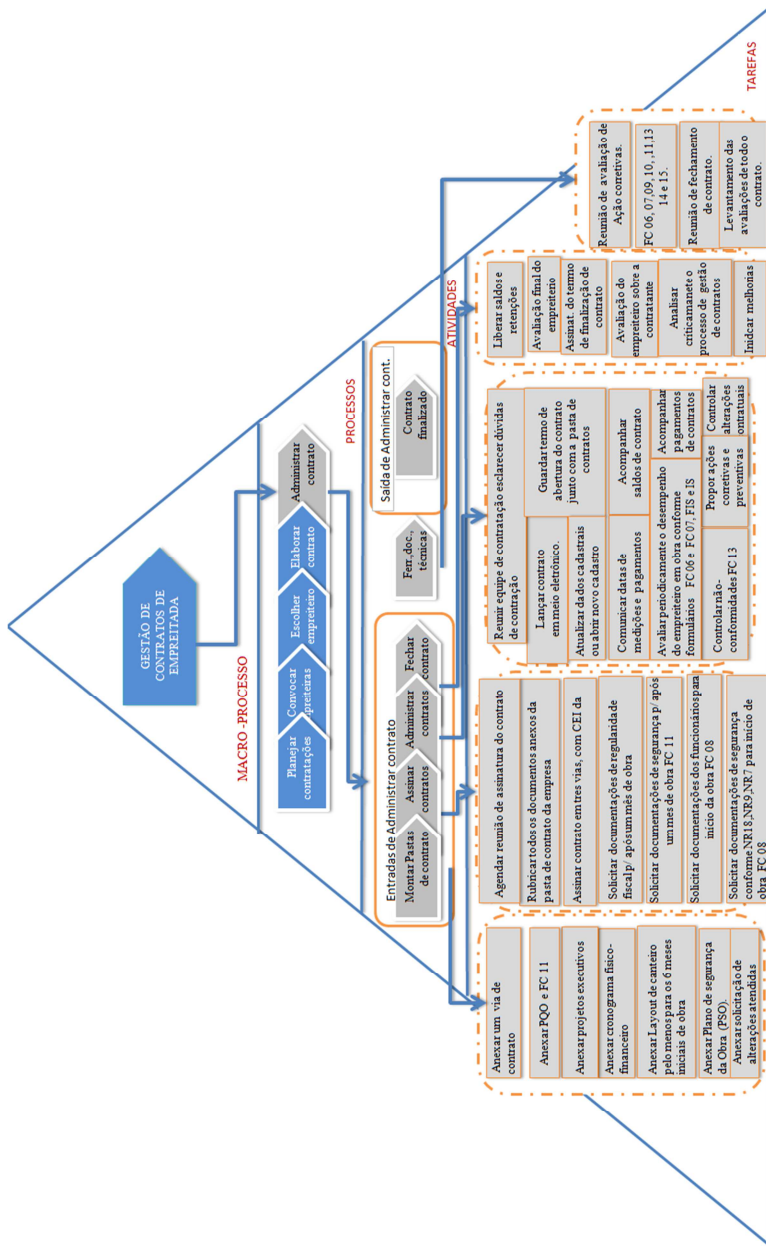 GESTÃO DE
CONTRATOS DE
EMPREITADA
MACRO -PROCESSO
Planejar
contratações
Convocar
preiteiras
Escolher
empreiteiro
Elaborar
contrato
Administrar
contrato
PROCESSOS
Entradas de Administrar contrato
Montar Pastas
de contrato
Assinar
contratos
Administrar
contratos
Fechar
contrato
Ferr.,doc.,
técnicas
Saída de Administrar cont.
Contrato
finalizado
ATIVIDADES
Anexar um via de
contrato
Anexar PQO e FC 11
Anexar projetos executivos
Anexar cronograma fisico-
financeiro
Anexar Layout de canteiro
pelo menos para os 6 meses
iniciais de obra
Anexar Plano de segurança
da Obra (PSO).
Anexar solicitação de
alterações atendidas
Agendar reunião de assinatura do contrato
Rubricar todos os documentos anexos da
pasta de contrato da empresa
Assinar contrato em tres vias, com CEI da
Solicitar documentações de regularidade
fiscal p/ após um mês de obra
Solicitar documentações de segurança p/ após
um mes de obra FC 11
Solicitar documentações dos funcionários para
início da obra FC 08
Solicitar documentações de segurança
conforme NR18,NR9,NR7 para início de
obra FC 08
Reunir equipe de contratação esclarecer dúvidas
de contração
Lançar contrato
em meio eletrônico.
Guardar termo de
abertura do contrato
junto com a pasta de
contratos
Atualizar dados cadastrais
ou abrir novo cadastro
Comunicar datas de
medições e pagamentos
Acompanhar
saldos de contrato
Avaliar periodicamente o desempenho
do empreiteiro em obra conforme
formulários FC 06 e FC 07, FIS e IS
Acompanhar
pagamentos
de contratos
Controlar não-
conformidades FC 13
Propor ações
corretivas e
preventivas
Controlar
alterações
ontratuais
Liberar saldos e
retenções
Avaliação final do
empreiterio
Assinat. do termo
de finalização de
contrato
Avaliação do
empreiteiro sobre a
contratante
Analisar
criticamanete o
processo de gestão
de contratos
Inidcar melhorias
Reunião de avaliação de
Ação corretivas.
FC 06, 07,09, 10, ,11,13
14 e 15.
Reunião de fechamento
de contrato.
Levantamento das
avaliações de todo o
contrato.
TAREFAS